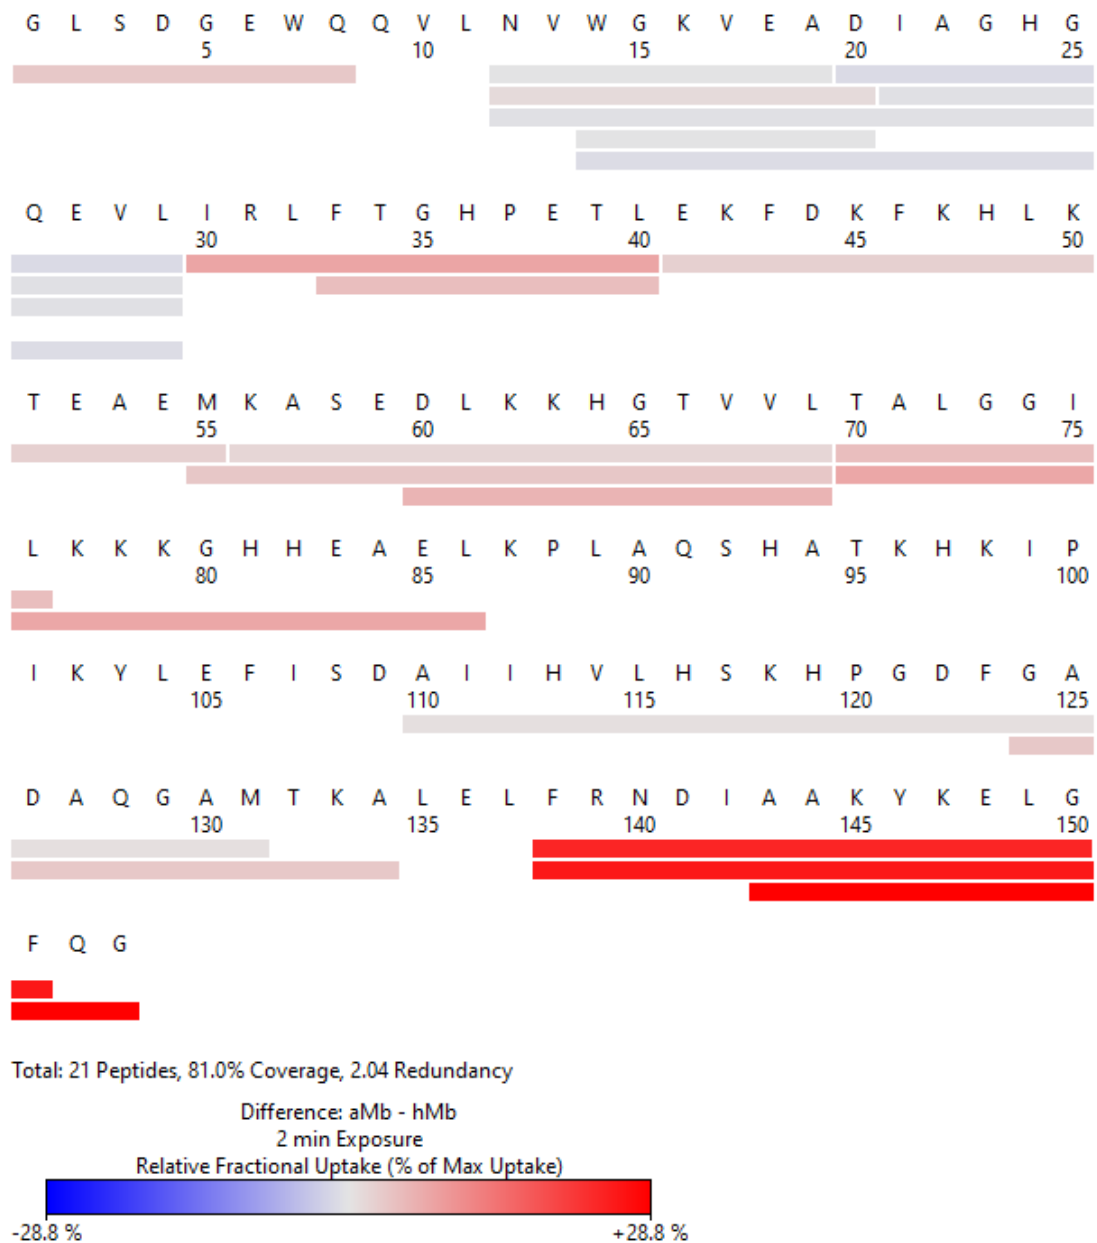 G L S D G E W Q Q V L N V W G K V E A D I A G H G
5 10 15 20 25
Q E V L I R L F T G H P E T L E K F D K F K H L K
30 35 40 45 50
T E A E M K A S E D L K K H G T V V L T A L G G I
55 60 65 70 75
L K K K G H H E A E L K P L A Q S H A T K H K I P
80 85 90 95 100
I K Y L E F I S D A I I H V L H S K H P G D F G A
105 110 115 120 125
D A Q G A M T K A L E L F R N D I A A K Y K E L G
130 135 140 145 150
F Q G
Total: 21 Peptides, 81.0% Coverage, 2.04 Redundancy
Difference: aMb - hMb
2 min Exposure
Relative Fractional Uptake (% of Max Uptake)
-28.8 % +28.8 %